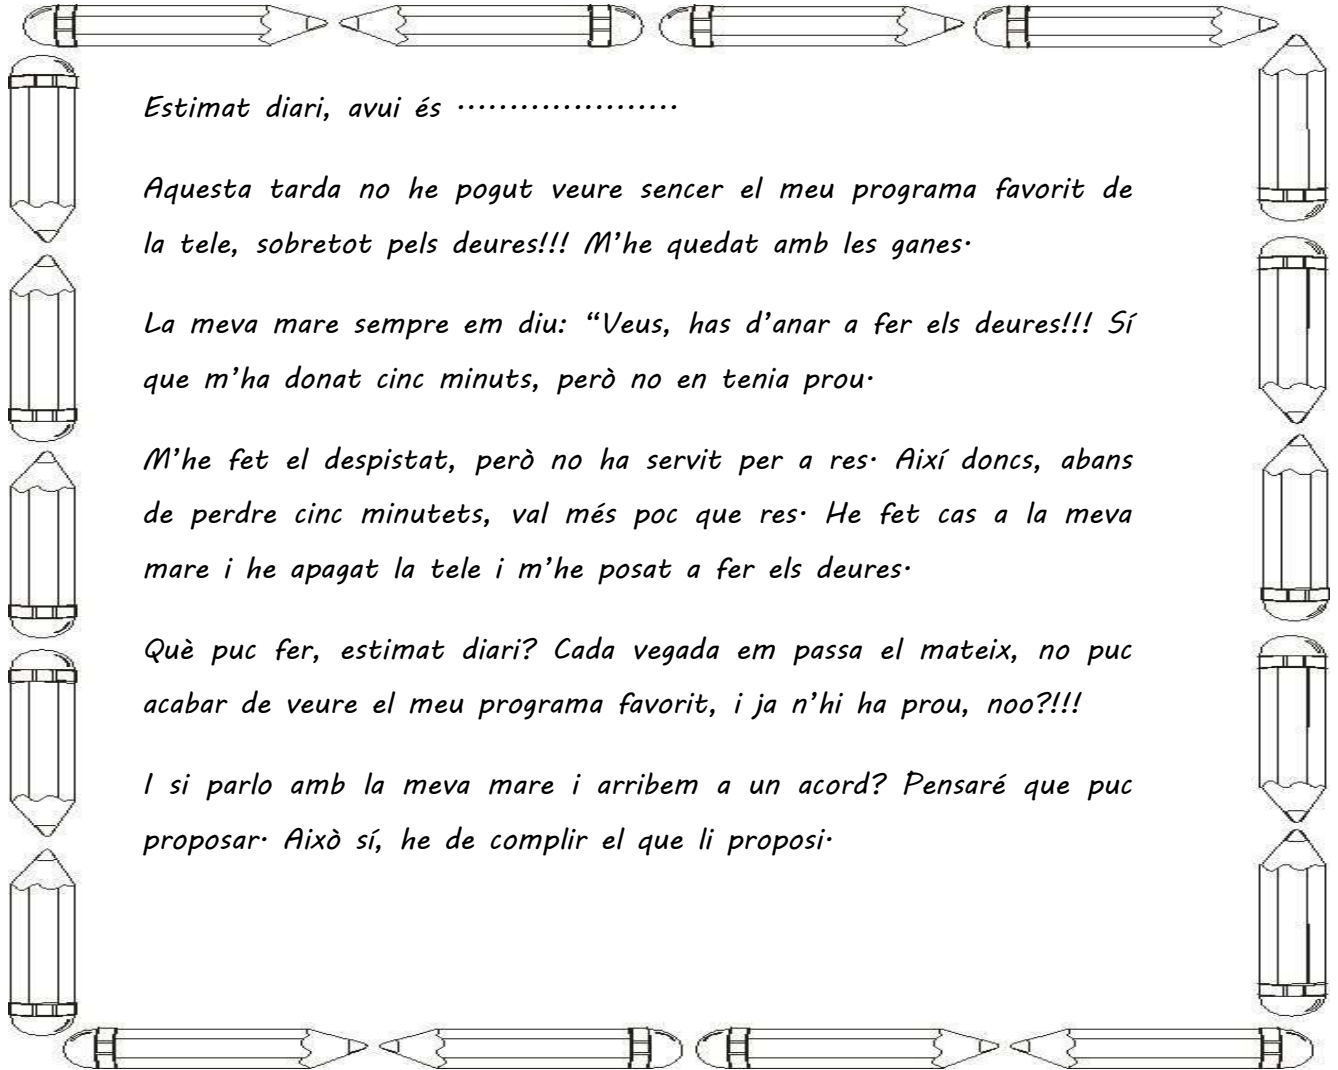 Estimat diari, avui és .....................
Aquesta tarda no he pogut veure sencer el meu programa favorit de
la tele, sobretot pels deures!!! M’he quedat amb les ganes.
La meva mare sempre em diu: “Veus, has d’anar a fer els deures!!! Sí
que m’ha donat cinc minuts, però no en tenia prou.
M’he fet el despistat, però no ha servit per a res. Així doncs, abans
de perdre cinc minutets, val més poc que res. He fet cas a la meva
mare i he apagat la tele i m’he posat a fer els deures.
Què puc fer, estimat diari? Cada vegada em passa el mateix, no puc
acabar de veure el meu programa favorit, i ja n’hi ha prou, noo?!!!
I si parlo amb la meva mare i arribem a un acord? Pensaré que puc
proposar. Això sí, he de complir el que li proposi.